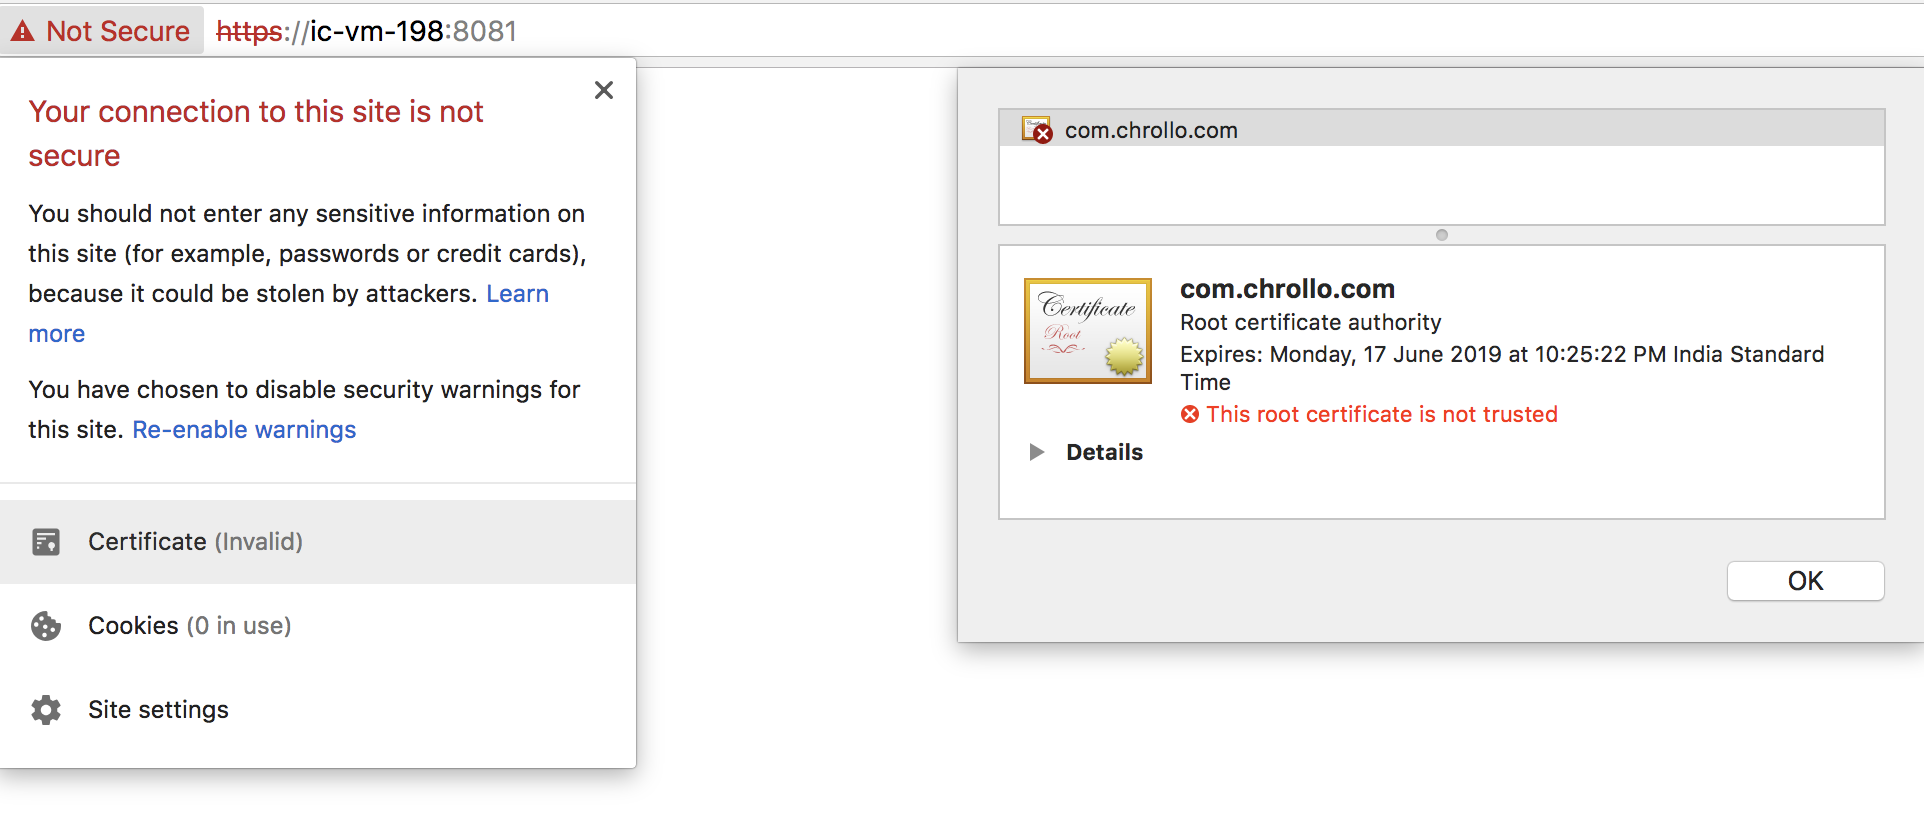 Not Secure https://ic-vm-198:8081
Your connection to this site is not
secure
You should not enter any sensitive information on
this site (for example, passwords or credit cards),
because it could be stolen by attackers. Learn
more
You have chosen to disable security warnings for
this site. Re-enable warnings
Certificate (Invalid)
Cookies (0 in use)
Site settings
com.chrollo.com
Certificate
Root
com.chrollo.com
Root certificate authority
Expires: Monday, 17 June 2019 at 10:25:22 PM India Standard
Time
This root certificate is not trusted
Details
OK